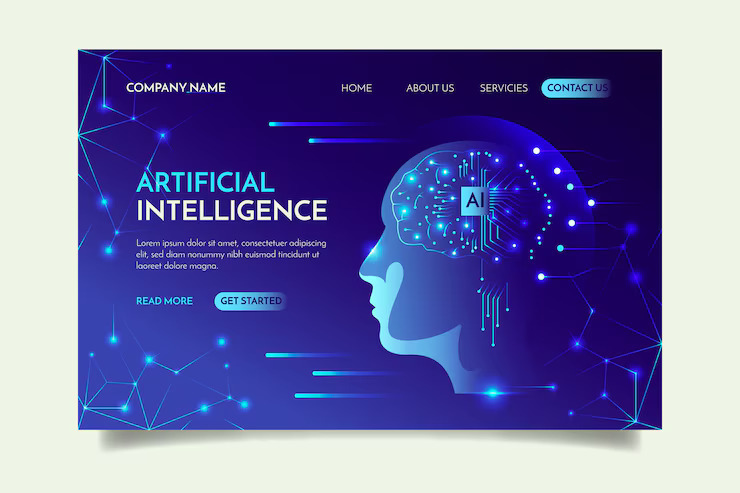 COMPANY NAME
HOME
ABOUT US
SERVICIES
CONTACT US
ARTIFICIAL
INTELLIGENCE
Lorem ipsum dolor sit amet, consectetuer adipiscing
elit, sed diam nonummy nibh euismod tincidunt ut
laoreet dolore magna.
READ MORE
GET STARTED
AI